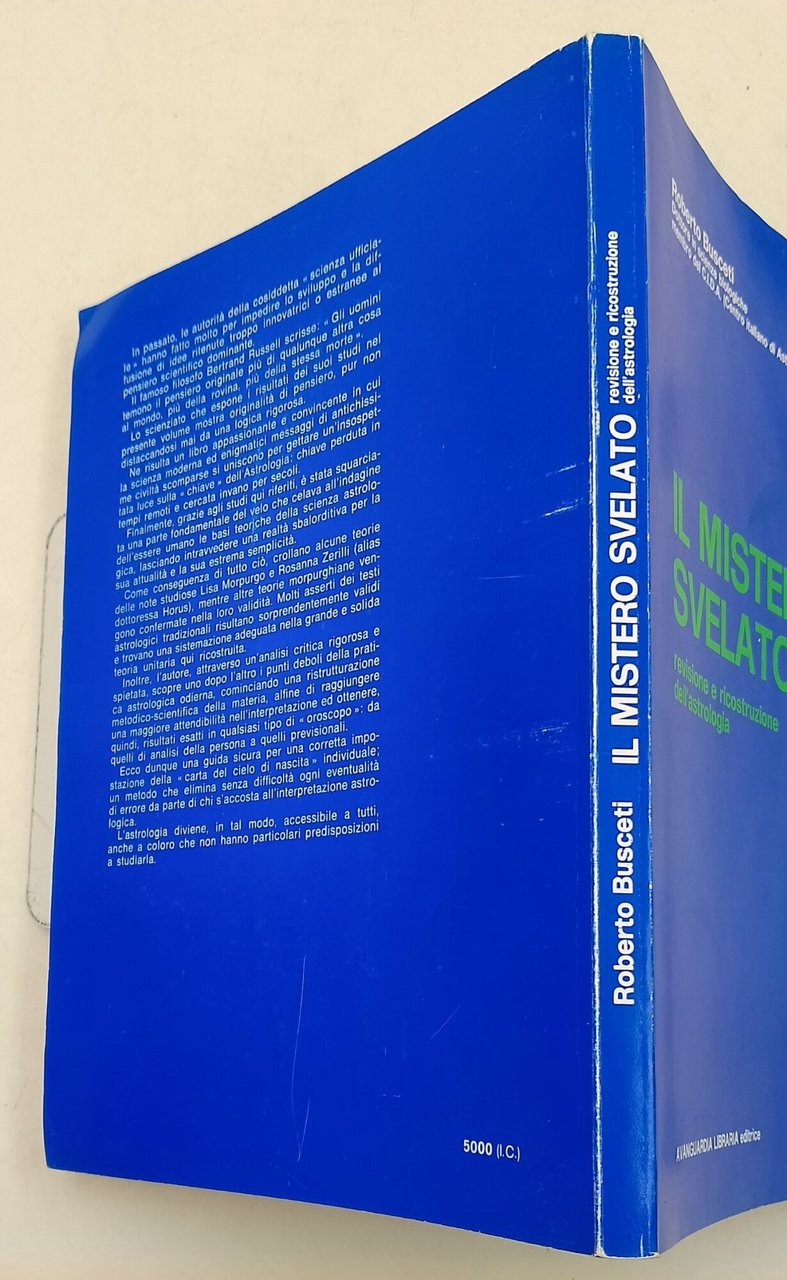 In passato, le autorità della cosiddetta « scienza ufficia-
le » hanno fatto molto per impedire lo sviluppo e la dif-
fusione di idee ritenute troppo innovatrici o estranee al
pensiero scientifico dominante.
Il famoso filosofo Bertrand Russell scrisse: « Gli uomini
temono il pensiero originale più di qualunque altra cosa
al mondo, più della rovina, più della stessa morte ».
Lo scienziato che espone i risultati dei suoi studi nel
presente volume mostra originalità di pensiero, pur non
distaccandosi mai da una logica rigorosa.
Ne risulta un libro appassionante e convincente in cui
la scienza moderna ed enigmatici messaggi di antichissi-
me civiltà scomparse si uniscono per gettare un'insospet-
tata luce sulla « chiave » dell'Astrologia: chiave perduta in
tempi remoti e cercata invano per secoli.
Finalmente, grazie agli studi qui riferiti, è stata squarcia-
ta una parte fondamentale del velo che celava all'indagine
dell'essere umano le basi teoriche della scienza astrolo-
gica, lasciando intravvedere una realtà sbalorditiva per la
sua attualità e la sua estrema semplicità.
Come conseguenza di tutto ciò, crollano alcune teorie
delle note studiose Lisa Morpurgo e Rosanna Zerilli (alias
dottoressa Horus), mentre altre teorie morpurghiane ven-
gono confermate nella loro validità. Molti asserti dei testi
astrologici tradizionali risultano sorprendentemente validi
e trovano una sistemazione adeguata nella grande e solida
teoria unitaria qui ricostruita.
Inoltre, l'autore, attraverso un'analisi critica rigorosa e
spietata, scopre uno dopo l'altro i punti deboli della prati-
ca astrologica odierna, cominciando una ristrutturazione
metodico-scientifica della materia, alfine di raggiungere
una maggiore attendibilità nell'interpretazione ed ottenere,
quindi, risultati esatti in qualsiasi tipo di « oroscopo »: da
quelli di analisi della persona a quelli previsionali.
Ecco dunque una guida sicura per una corretta impo-
stazione della « carta del cielo di nascita » individuale;
un metodo che elimina senza difficoltà ogni eventualità
di errore da parte di chi s'accosta all'interpretazione astro-
logica.
L'astrologia diviene, in tal modo, accessibile a tutti,
anche a coloro che non hanno particolari predisposizioni
a studiarla.
5000 (I.C.)
Roberto Busceti IL MISTERO SVELATO revisione e ricostruzione
dell'astrologia
Roberto Busceti
Dottore in scienze biologiche
membro del C.I.D.A. (Centro Italiano di
IL MISTE
SVELATO
revisione e ricostruzione
dell'astrologia
AVANGUARDIA LIBRARIA editrice